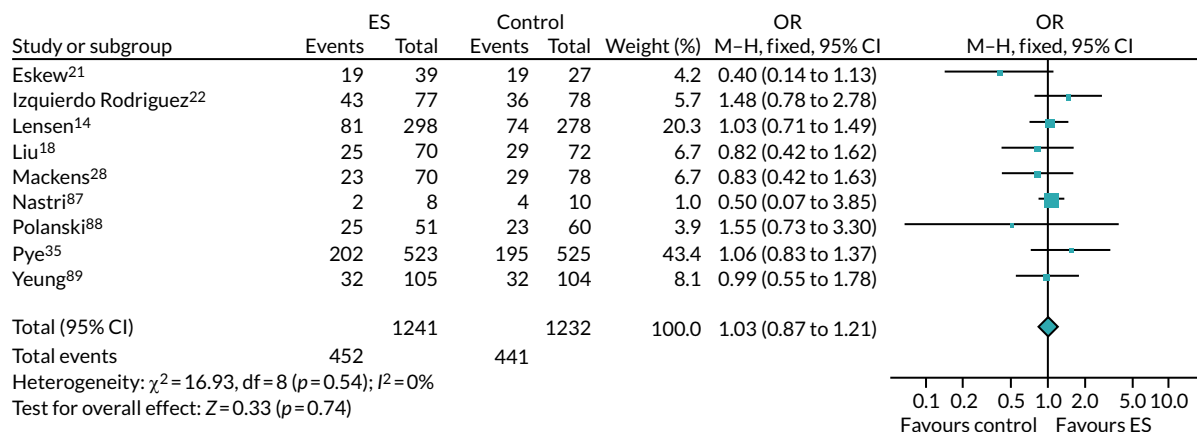 ES Control OR OR
Study or subgroup Events Total Events Total Weight (%) M–H, fixed, 95% CI M–H, fixed, 95% CI
Eskew21 19 39 19 27 4.2 0.40 (0.14 to 1.13)
Izquierdo Rodriguez22 43 77 36 78 5.7 1.48 (0.78 to 2.78)
Lensen14 81 298 74 278 20.3 1.03 (0.71 to 1.49)
Liu18 25 70 29 72 6.7 0.82 (0.42 to 1.62)
Mackens28 23 70 29 78 6.7 0.83 (0.42 to 1.63)
Nastri87 2 8 4 10 1.0 0.50 (0.07 to 3.85)
Polanski88 25 51 23 60 3.9 1.55 (0.73 to 3.30)
Pye35 202 523 195 525 43.4 1.06 (0.83 to 1.37)
Yeung89 32 105 32 104 8.1 0.99 (0.55 to 1.78)
Total (95% CI) 1241 1232 100.0 1.03 (0.87 to 1.21)
Total events 452 441
Heterogeneity: χ2 = 16.93, df = 8 (p = 0.54); I2 = 0%
Test for overall effect: Z = 0.33 (p = 0.74)
0.1 0.2 0.5 1.0 2.0 5.0 10.0
Favours control Favours ES